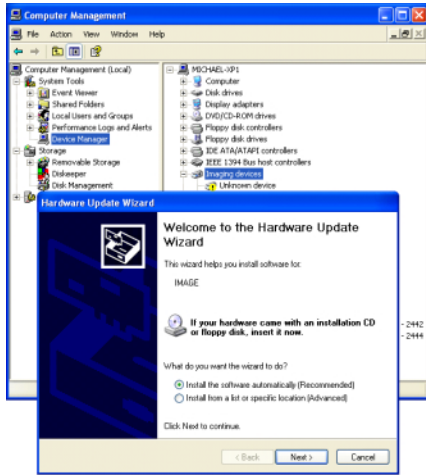 Computer Management
File Action View Window Help
Computer Management (Local)
System Tools
Event Viewer
Shared Folders
Local Users and Groups
Performance Logs and Alerts
Device Manager
Storage
Removable Storage
Diskeeper
Disk Management
MICHAEL-XP1
Computer
Disk drives
Display adapters
DVD/CD-ROM drives
Floppy disk controllers
Floppy disk drives
IDE ATA/ATAPI controllers
IEEE 1394 Bus host controllers
Imaging devices
Unknown device
- 2442
- 2444
Hardware Update Wizard
Welcome to the Hardware Update
Wizard
This wizard helps you install software for:
IMAGE
If your hardware came with an installation CD
or floppy disk, insert it now.
What do you want the wizard to do?
Install the software automatically (Recommended)
Install from a list or specific location (Advanced)
Click Next to continue.
< Back Next > Cancel